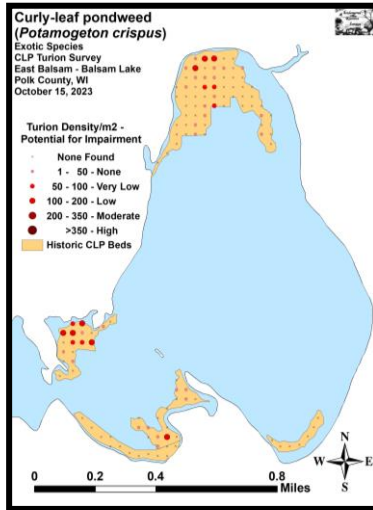 Curly-leaf pondweed
(Potamogeton crispus)
Exotic Species
CLP Turion Survey
East Balsam - Balsam Lake
Polk County, WI
October 15, 2023
Turion Density/m2 -
Potential for Impairment
None Found
1 - 50 - None
50 - 100 - Very Low
100 - 200 - Low
200 - 350 - Moderate
>350 - High
Historic CLP Beds
N
W E
S
0 0.4 0.8
Miles